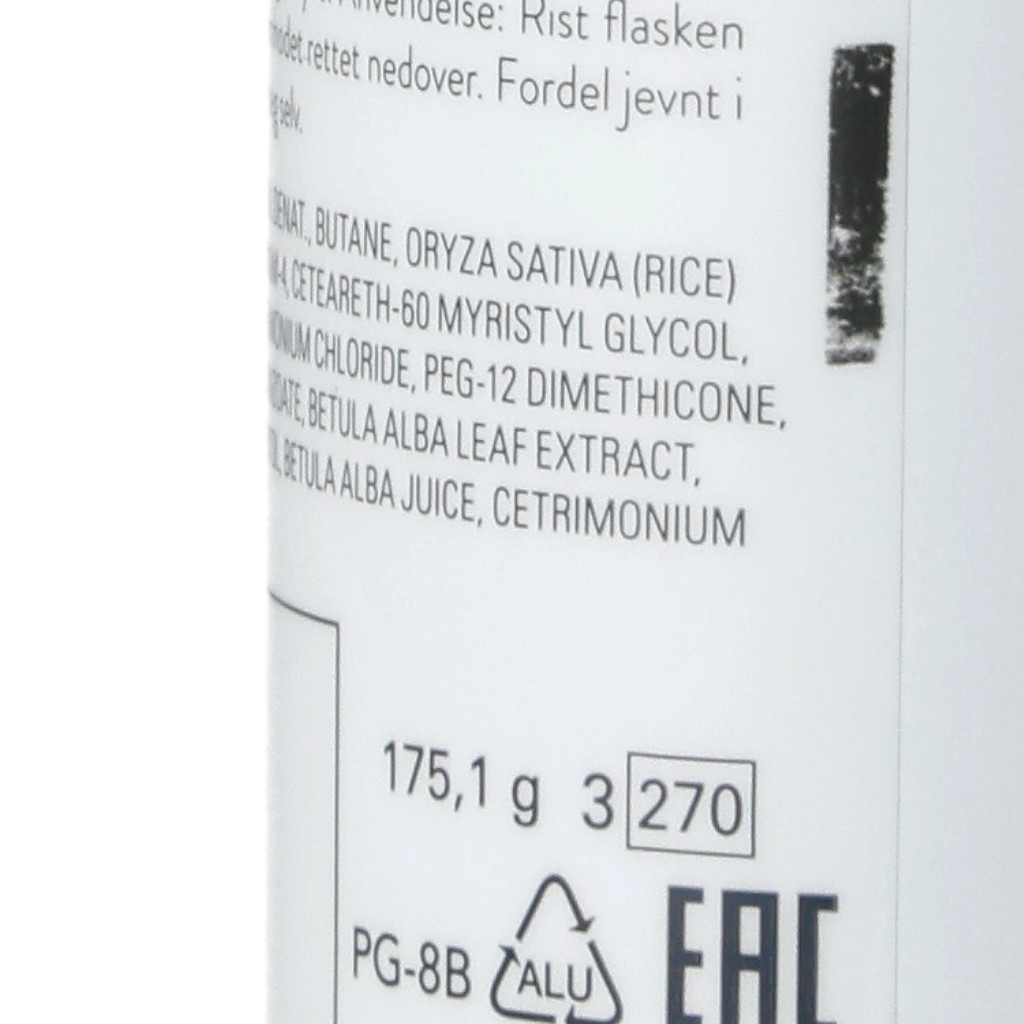 Anvendelse: Rist flasken
rettet nedover. Fordel jevnt i
selv.
DENAT., BUTANE, ORYZA SATIVA (RICE)
CETEARETH-60 MYRISTYL GLYCOL,
CHLORIDE, PEG-12 DIMETHICONE,
BETULA ALBA LEAF EXTRACT,
BETULA ALBA JUICE, CETRIMONIUM
175,1 g 3 270
PG-8B ALU EAC